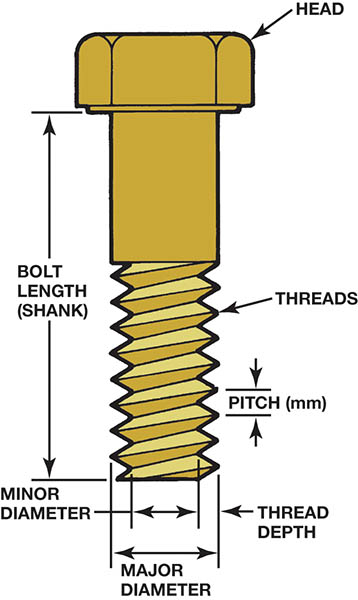 HEAD
BOLT
LENGTH
(SHANK)
THREADS
PITCH (mm)
MINOR
DIAMETER
THREAD
DEPTH
MAJOR
DIAMETER